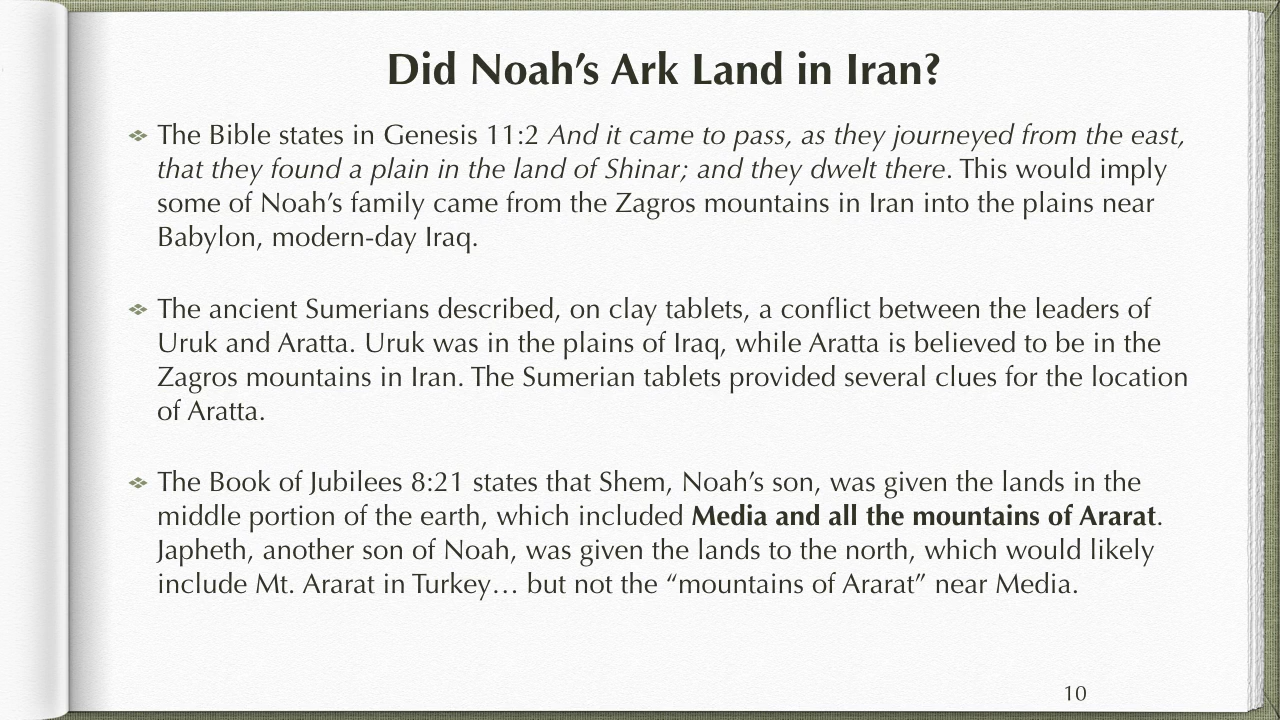 Did Noah’s Ark Land in Iran?
The Bible states in Genesis 11:2 And it came to pass, as they journeyed from the east,
that they found a plain in the land of Shinar; and they dwelt there. This would imply
some of Noah’s family came from the Zagros mountains in Iran into the plains near
Babylon, modern-day Iraq.
The ancient Sumerians described, on clay tablets, a conflict between the leaders of
Uruk and Aratta. Uruk was in the plains of Iraq, while Aratta is believed to be in the
Zagros mountains in Iran. The Sumerian tablets provided several clues for the location
of Aratta.
The Book of Jubilees 8:21 states that Shem, Noah’s son, was given the lands in the
middle portion of the earth, which included Media and all the mountains of Ararat.
Japheth, another son of Noah, was given the lands to the north, which would likely
include Mt. Ararat in Turkey… but not the “mountains of Ararat” near Media.
10